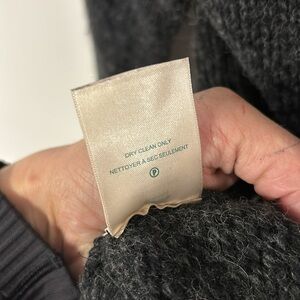 DRY CLEAN ONLY
NETTOYER À SEC SEULEMENT
P